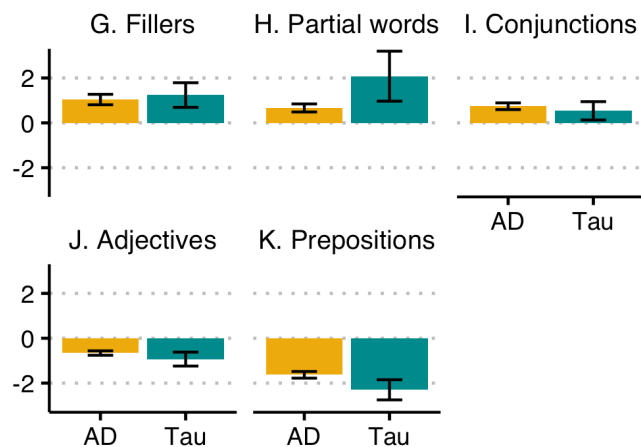 G. Fillers H. Partial words I. Conjunctions
2
0
-2
AD Tau
J. Adjectives K. Prepositions
2
0
-2
AD Tau AD Tau